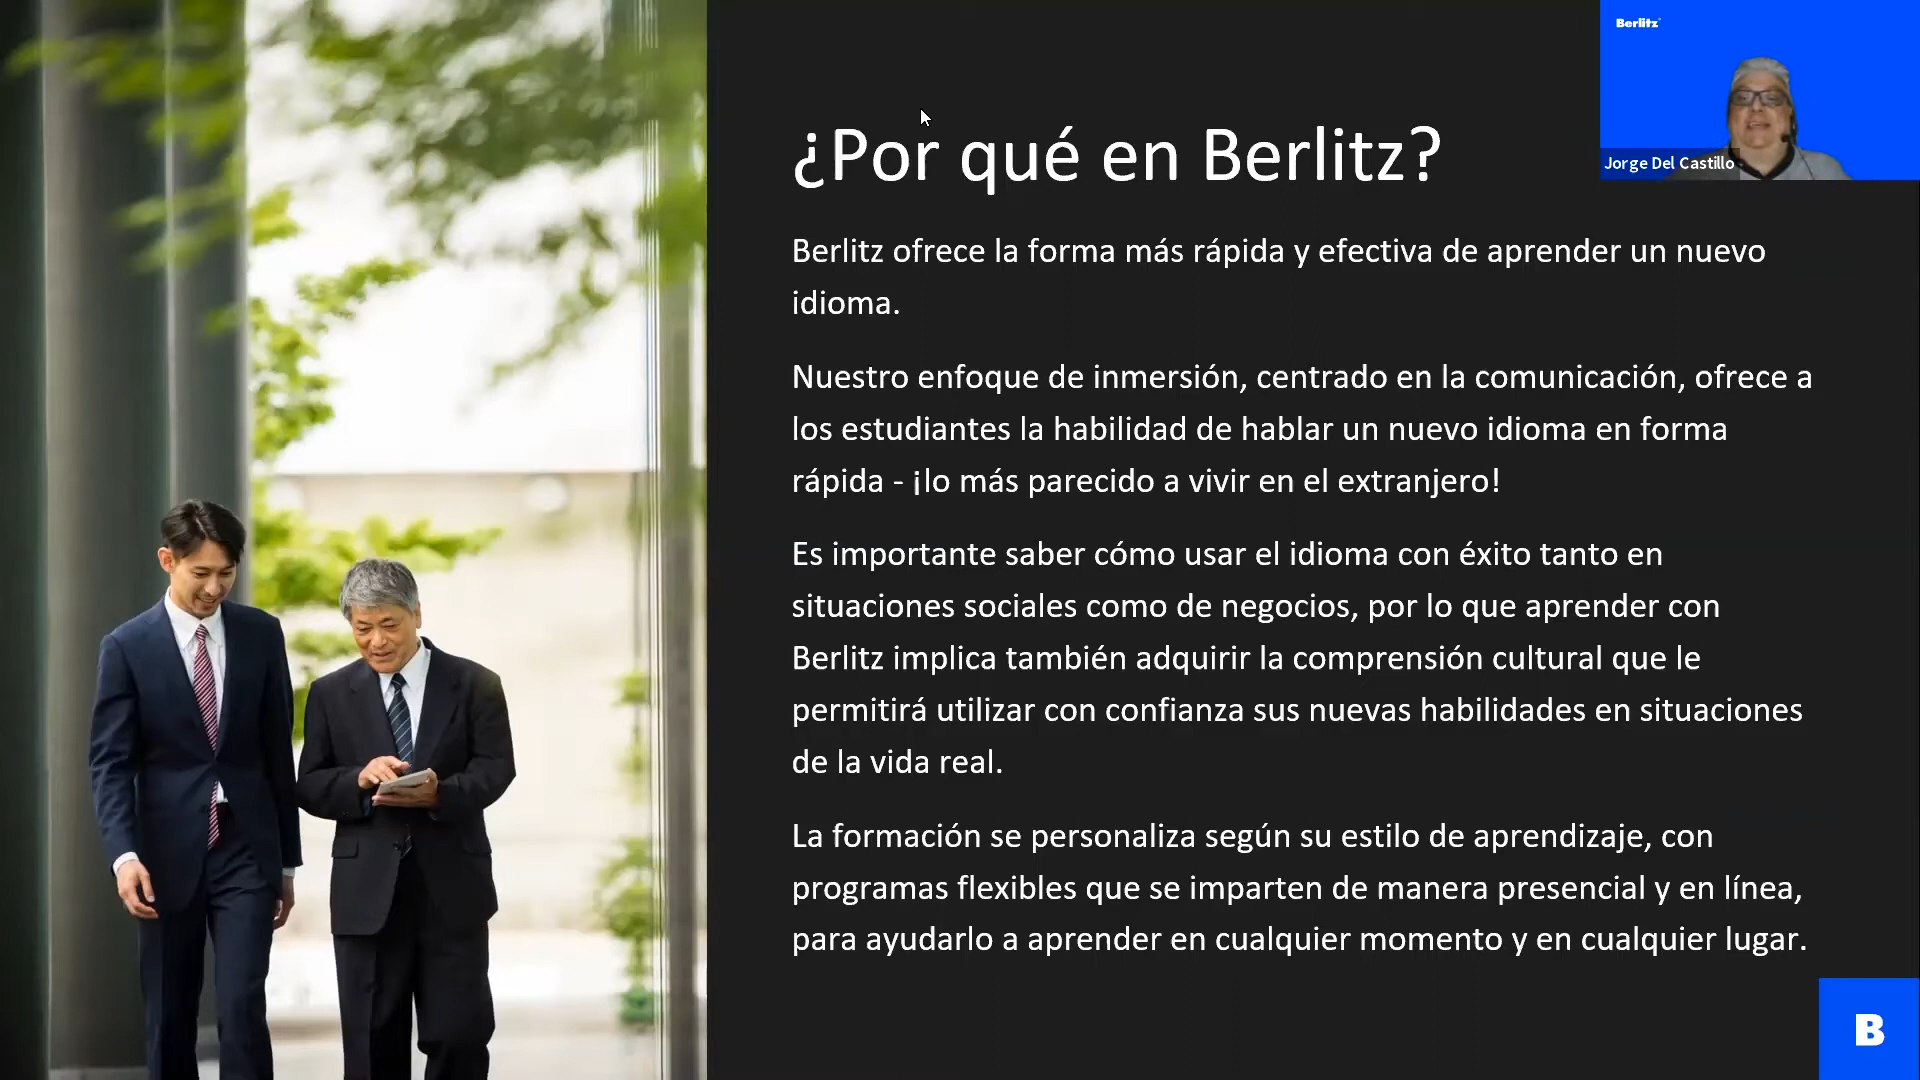 Berlitz
¿Por qué en Berlitz?
Jorge Del Castillo
Berlitz ofrece la forma más rápida y efectiva de aprender un nuevo
idioma.
Nuestro enfoque de inmersión, centrado en la comunicación, ofrece a
los estudiantes la habilidad de hablar un nuevo idioma en forma
rápida - ¡lo más parecido a vivir en el extranjero!
Es importante saber cómo usar el idioma con éxito tanto en
situaciones sociales como de negocios, por lo que aprender con
Berlitz implica también adquirir la comprensión cultural que le
permitirá utilizar con confianza sus nuevas habilidades en situaciones
de la vida real.
La formación se personaliza según su estilo de aprendizaje, con
programas flexibles que se imparten de manera presencial y en línea,
para ayudarlo a aprender en cualquier momento y en cualquier lugar.
B